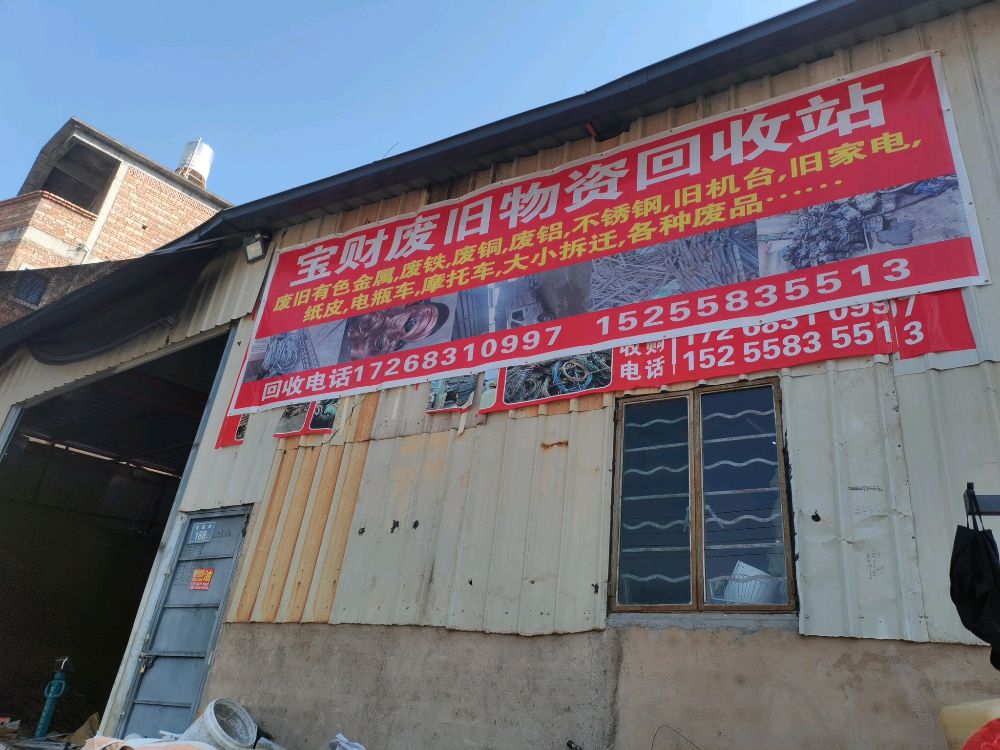 宝财废旧物资回收站
废旧有色金属,废铁,废铜,废铝,不锈钢,旧机台,旧家电,
纸皮,电瓶车,摩托车,大小拆迁,各种废品······
回收电话17268310997 15255835513
收购
电话
17268310997
15255835513
168